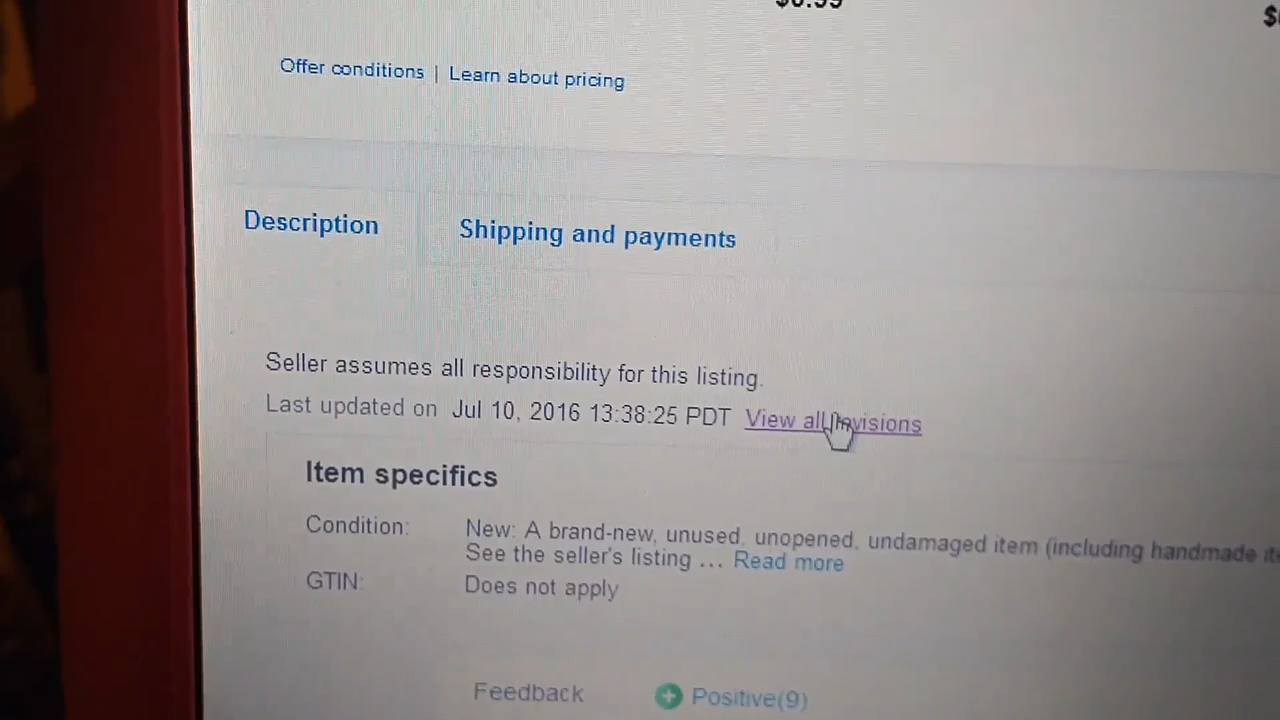 Offer conditions | Learn about pricing
Description
Shipping and payments
Seller assumes all responsibility for this listing.
Last updated on Jul 10, 2016 13:38:25 PDT View all revisions
Item specifics
Condition: New: A brand-new, unused, unopened, undamaged item (including handmade
See the seller's listing ... Read more
GTIN: Does not apply
Feedback Positive(9)